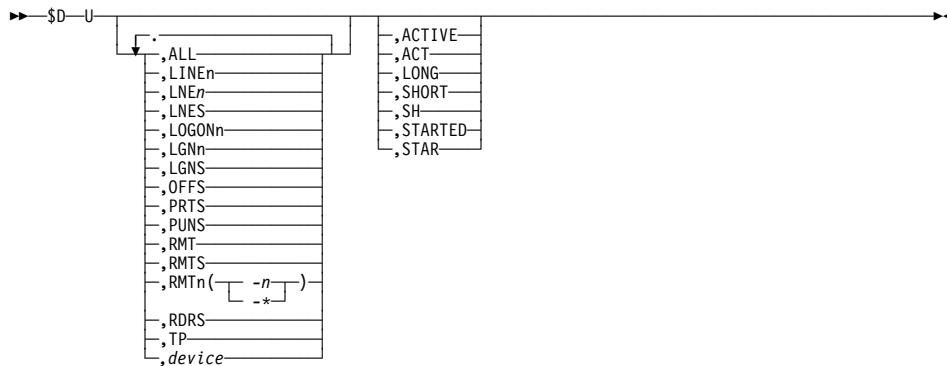 $D U
.
,ALL
,LINEn
,LNEn
,LNES
,LOGONn
,LGNn
,LGNS
,OFFS
,PRTS
,PUNS
,RMT
,RMTS
,RMTn( -n )
-*
,RDRS
,TP
,device
,ACTIVE
,ACT
,LONG
,SHORT
,SH
,STARTED
,STAR